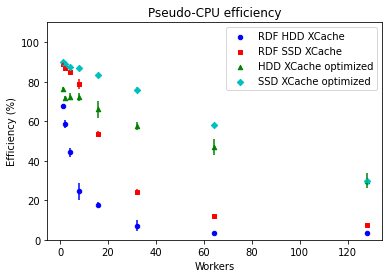 Pseudo-CPU efficiency
RDF HDD XCache
RDF SSD XCache
HDD XCache optimized
SSD XCache optimized
Efficiency (%)
100
80
60
40
20
0
0 20 40 60 80 100 120
Workers